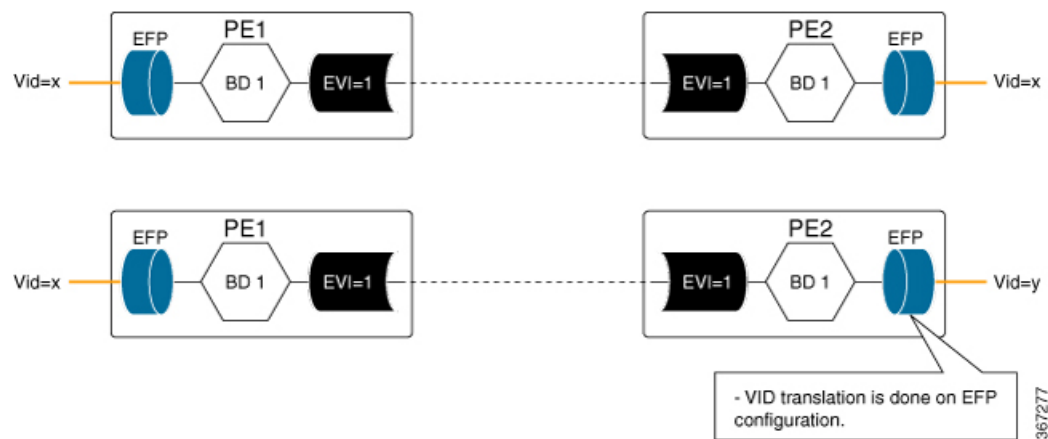 PE1
PE2
EFP
EFP
Vid=x
BD 1
EVI=1
EVI=1
BD 1
Vid=x
PE1
PE2
EFP
EFP
Vid=x
BD 1
EVI=1
EVI=1
BD 1
Vid=y
- VID translation is done on EFP
configuration.
367277